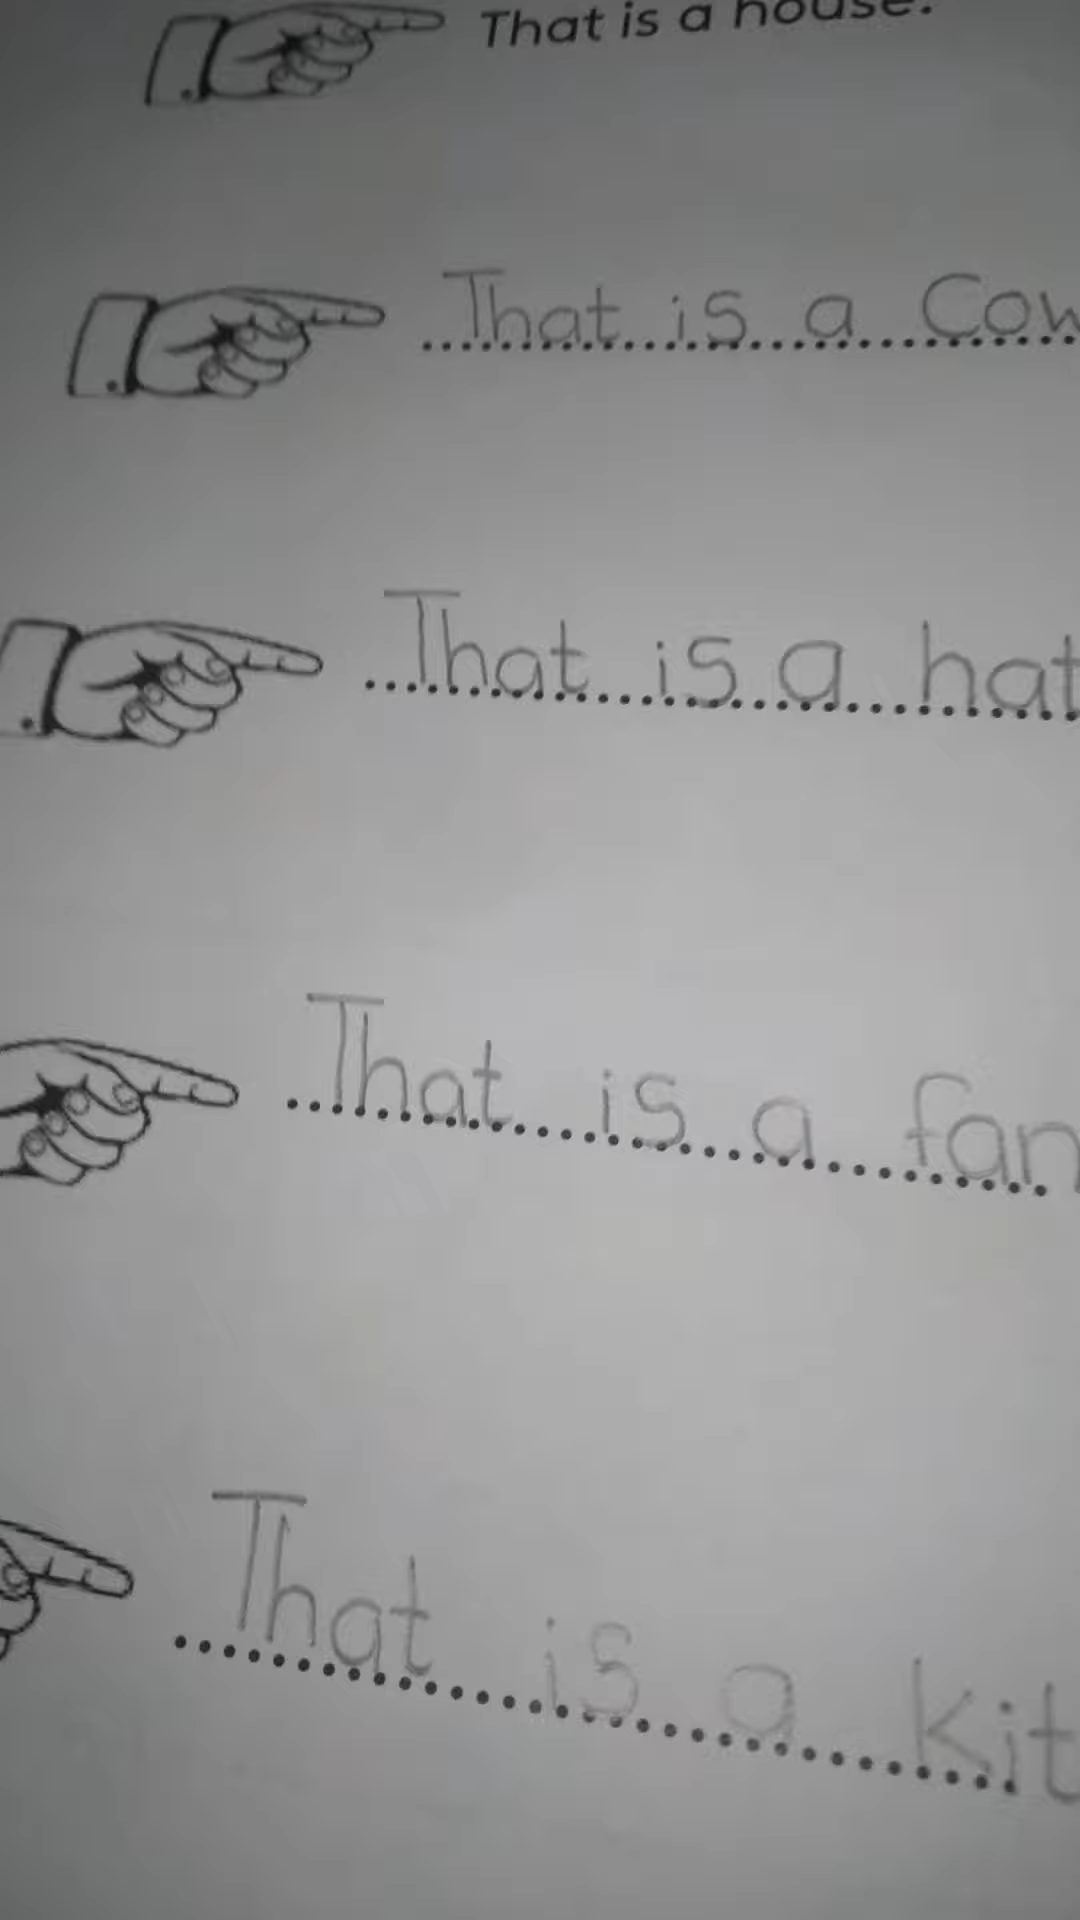 That is a house.
That is a Cow
That is a hat
That is a fan
That is a kit